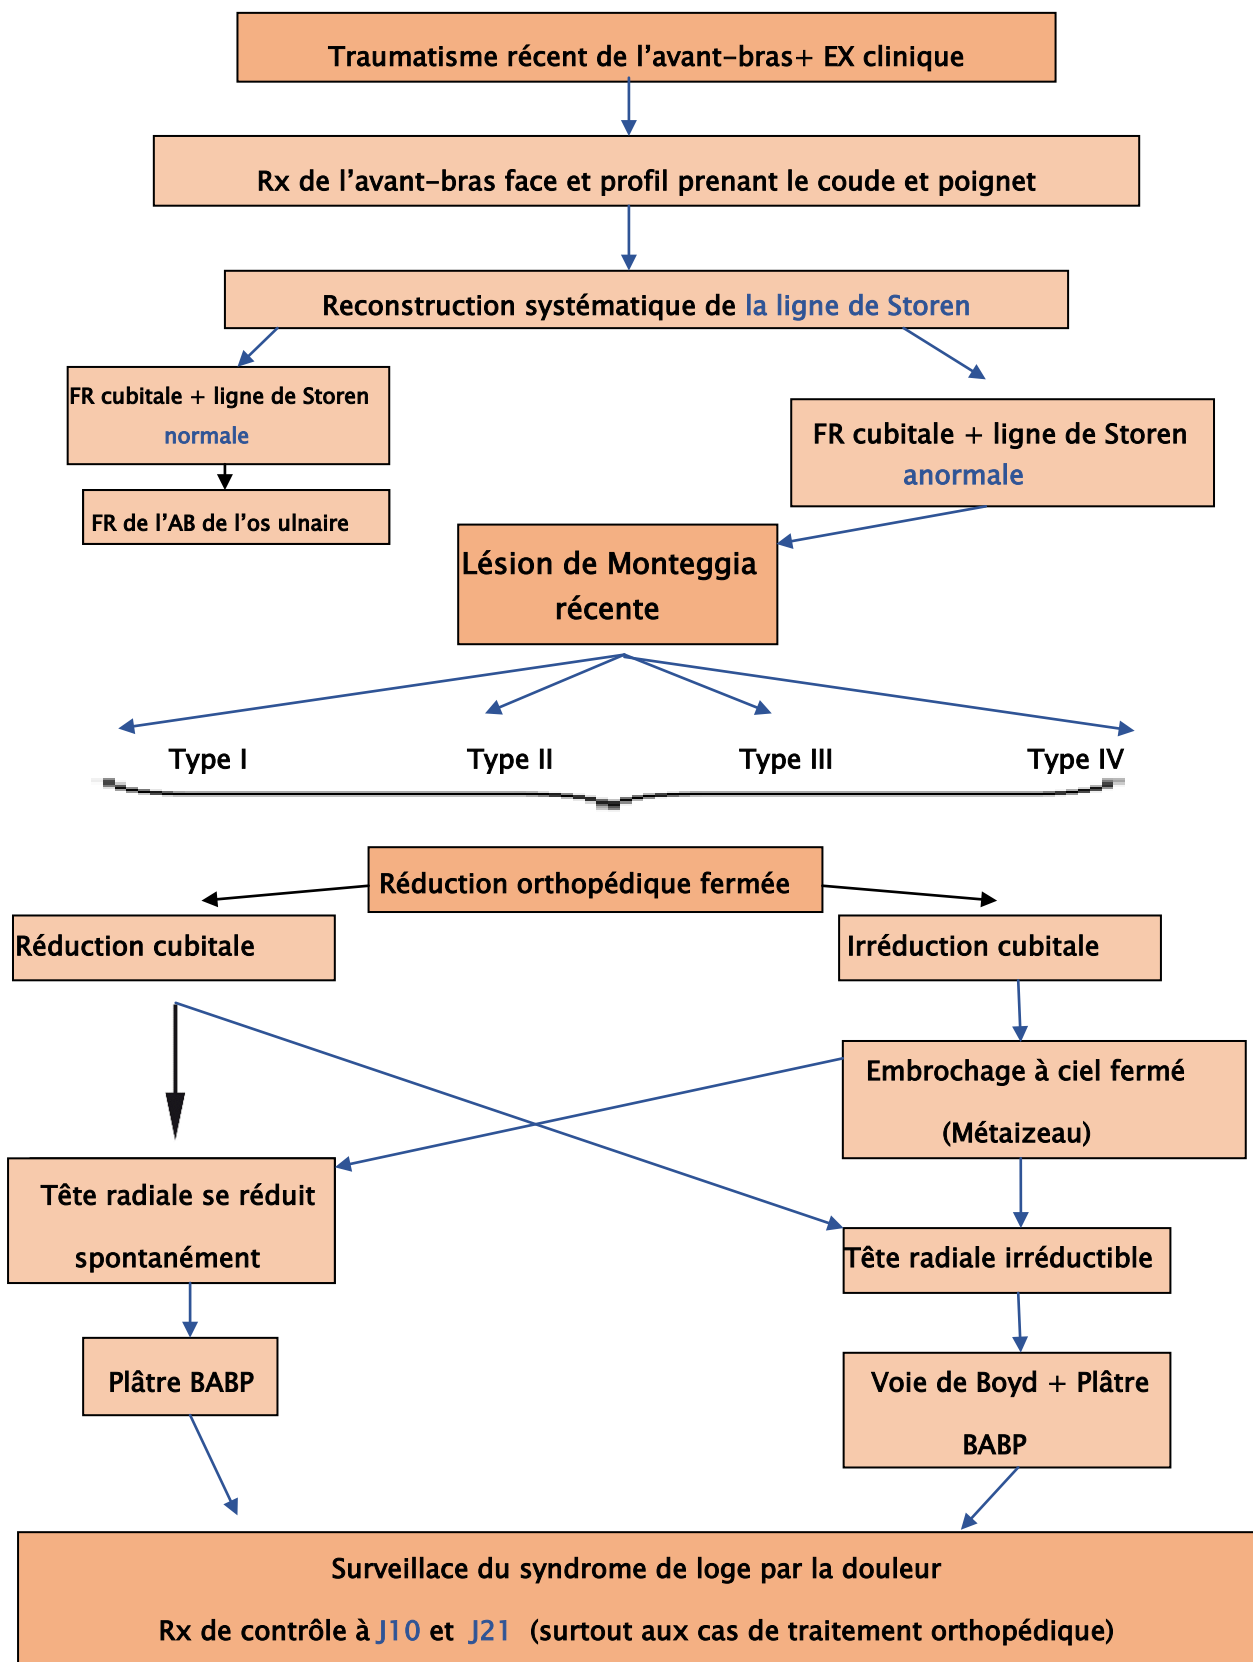 Traumatisme récent de l'avant-bras+ EX clinique
Rx de l'avant-bras face et profil prenant le coude et poignet
Reconstruction systématique de la ligne de Storen
FR cubitale + ligne de Storen
normale
FR cubitale + ligne de Storen
anormale
FR de l'AB de l'os ulnaire
Lésion de Monteggia
récente
Type I
Type II
Type III
Type IV
Réduction orthopédique fermée
Réduction cubitale
Irréduction cubitale
Embrochage à ciel fermé
(Métaizeau)
Tête radiale se réduit
spontanément
Tête radiale irréductible
Plâtre BABP
Voie de Boyd + Plâtre
BABP
Surveillace du syndrome de loge par la douleur
Rx de contrôle à J10 et J21 (surtout aux cas de traitement orthopédique)